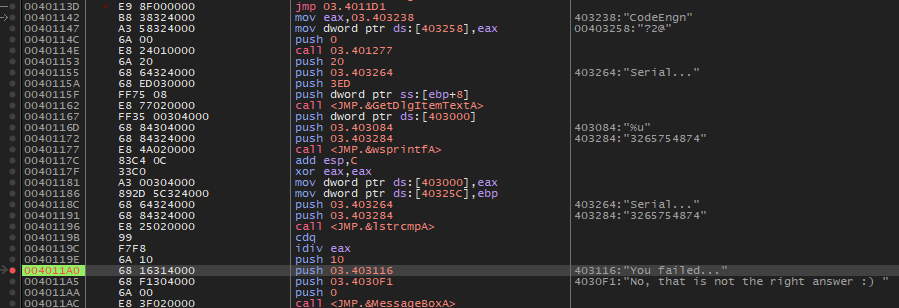 0040113D E9 8F000000 jmp 03.4011D1
00401142 B8 38324000 mov eax,03.403238 403238:"CodeEngn"
00401147 A3 58324000 mov dword ptr ds:[403258],eax 00403258:"?2@"
0040114C 6A 00 push 0
0040114E E8 24010000 call 03.401277
00401153 6A 20 push 20
00401155 68 64324000 push 03.403264 403264:"Serial..."
0040115A 68 ED030000 push 3ED
0040115F FF75 08 push dword ptr ss:[ebp+8]
00401162 E8 77020000 call <JMP.&GetDlgItemTextA>
00401167 FF35 00304000 push dword ptr ds:[403000]
0040116D 68 84304000 push 03.403084 403084:"%u"
00401172 68 84324000 push 03.403284 403284:"3265754874"
00401177 E8 4A020000 call <JMP.&wsprintfA>
0040117C 83C4 0C add esp,C
0040117F 33C0 xor eax,eax
00401181 A3 00304000 mov dword ptr ds:[403000],eax
00401186 892D 5C324000 mov dword ptr ds:[40325C],ebp
0040118C 68 64324000 push 03.403264 403264:"Serial..."
00401191 68 84324000 push 03.403284 403284:"3265754874"
00401196 E8 25020000 call <JMP.&lstrcmpA>
0040119B 99 cdq
0040119C F7F8 idiv eax
0040119E 6A 10 push 10
004011A0 68 16314000 push 03.403116 403116:"You failed..."
004011A5 68 F1304000 push 03.4030F1 4030F1:"No, that is not the right answer :) "
004011AA 6A 00 push 0
004011AC E8 3F020000 call <JMP.&MessageBoxA>